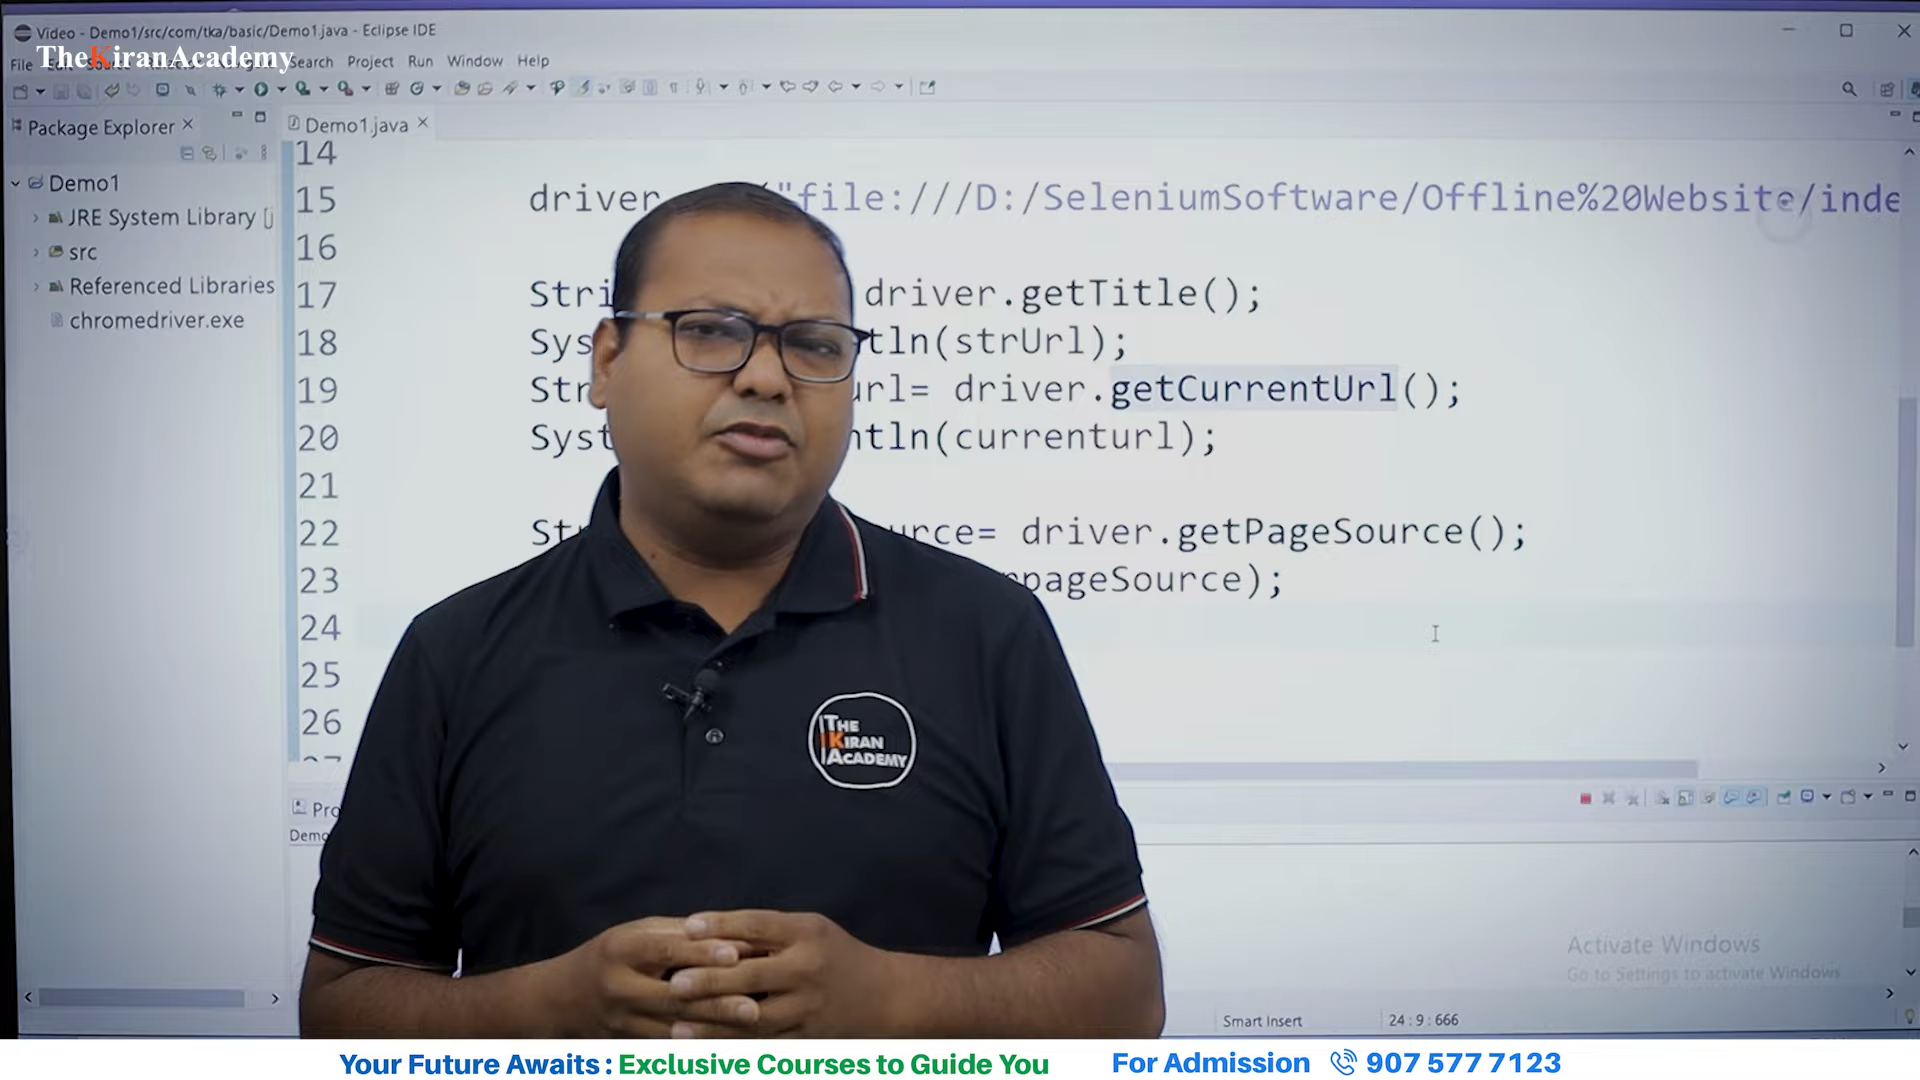 Video - Demo1/src/com/tka/basic/Demo1.java - Eclipse IDE
TheKiranAcademy
File Search Project Run Window Help
Package Explorer
Demo1.java
Demo1
JRE System Library
src
Referenced Libraries
chromedriver.exe
14
15 driver "file:///D:/SeleniumSoftware/Offline%20Website/inde
16
17 Stri driver.getTitle();
18 Sys tln(strUrl);
19 Str url= driver.getCurrentUrl();
20 Syst ntln(currenturl);
21
22 St urce= driver.getPageSource();
23 pageSource);
24
25
26
THE
KIRAN
ACADEMY
Pro
Demo
Activate Windows
Go to Settings to activate Windows
Smart Insert 24:9:666
Your Future Awaits : Exclusive Courses to Guide You For Admission 907 577 7123